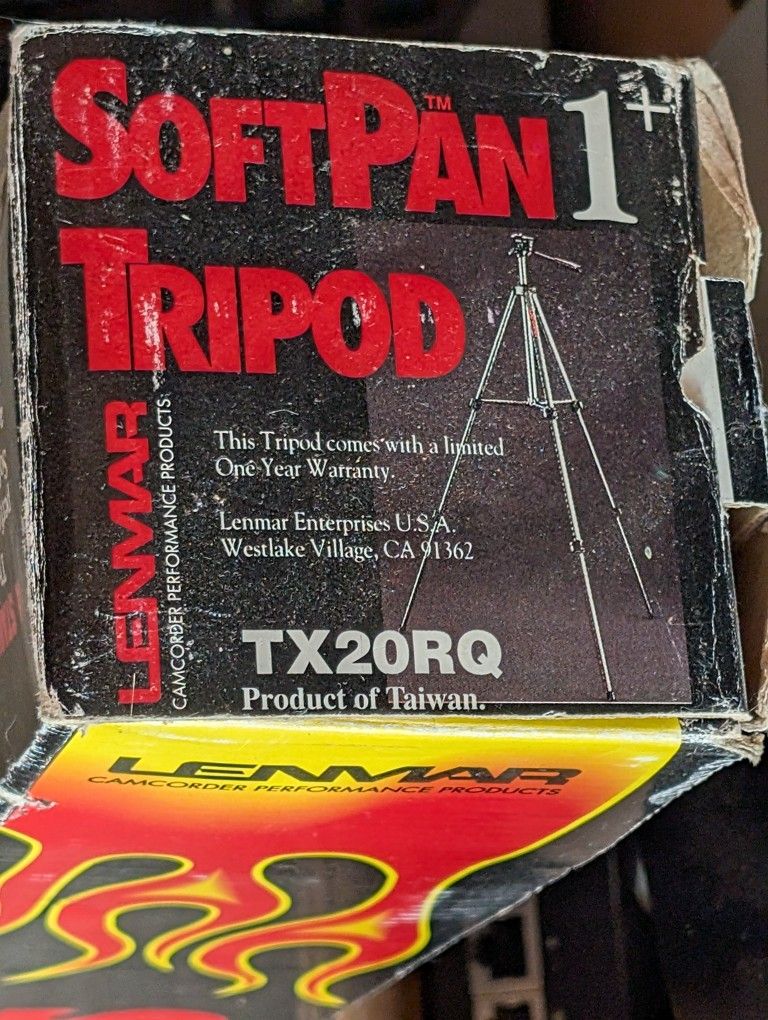 SOFTPAN™ 1+
TRIPOD
LENMAR
CAMCORDER PERFORMANCE PRODUCTS
This Tripod comes with a limited
One Year Warranty.
Lenmar Enterprises U.S.A.
Westlake Village, CA 91362
TX20RQ
Product of Taiwan.
LENMAR
CAMCORDER PERFORMANCE PRODUCTS